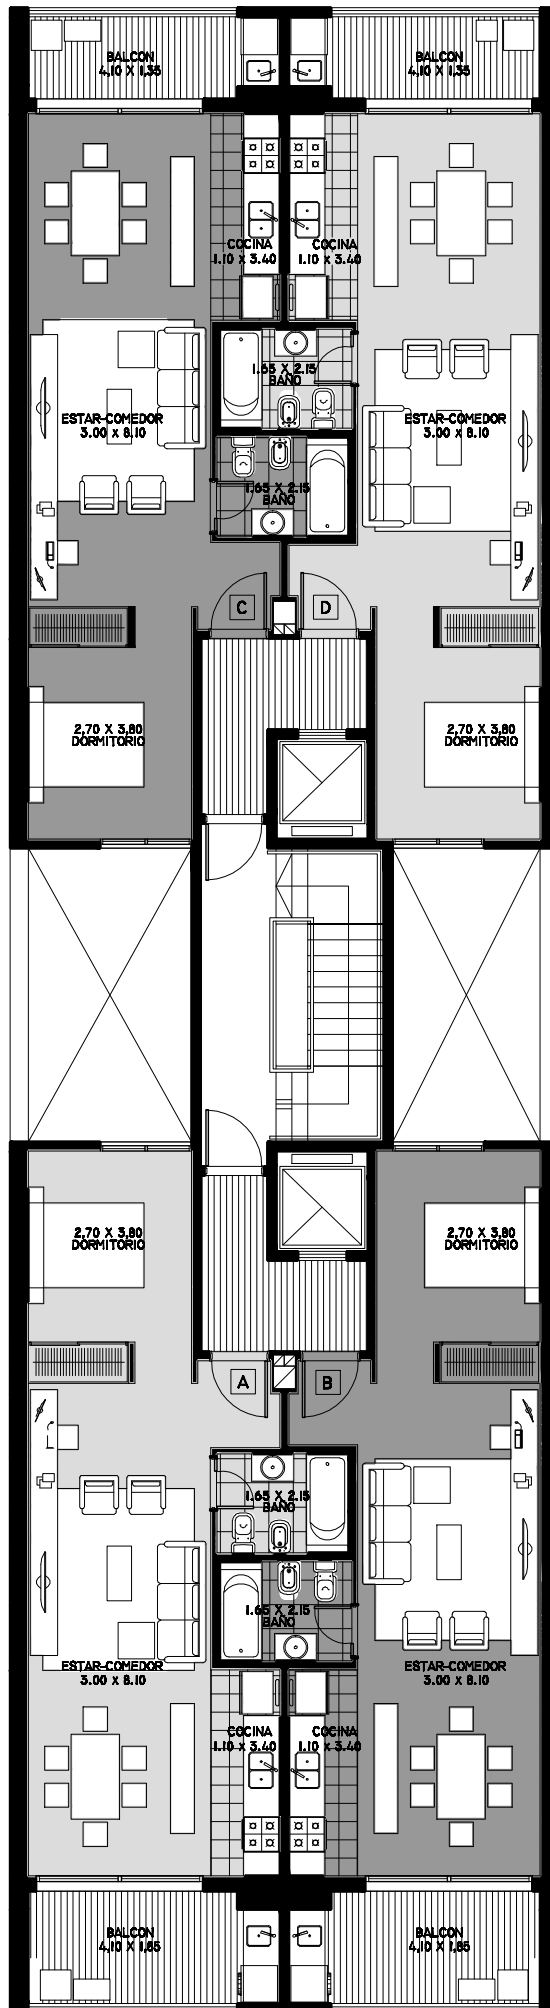 BALCON
4,10 X 1,35
BALCON
4,10 X 1,35
COCINA
1.10 x 3.40
COCINA
1.10 x 3.40
1.65 X 2.15
BAÑO
ESTAR-COMEDOR
3.00 x 8.10
ESTAR-COMEDOR
3.00 x 8.10
1.65 X 2.15
BAÑO
C
D
2,70 X 3,80
DORMITORIO
2,70 X 3,80
DORMITORIO
2,70 X 3,80
DORMITORIO
2,70 X 3,80
DORMITORIO
A
B
1.65 X 2.15
BAÑO
1.65 X 2.15
BAÑO
ESTAR-COMEDOR
3.00 x 8.10
ESTAR-COMEDOR
3.00 x 8.10
COCINA
1.10 x 3.40
COCINA
1.10 x 3.40
BALCON
4,10 X 1,85
BALCON
4,10 X 1,85